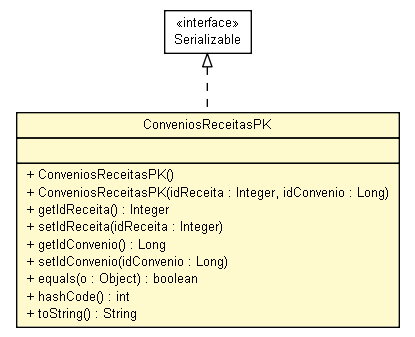 «interface»
Serializable
ConveniosReceitasPK
+ ConveniosReceitasPK()
+ ConveniosReceitasPK(idReceita : Integer, idConvenio : Long)
+ getIdReceita() : Integer
+ setIdReceita(idReceita : Integer)
+ getIdConvenio() : Long
+ setIdConvenio(idConvenio : Long)
+ equals(o : Object) : boolean
+ hashCode() : int
+ toString() : String